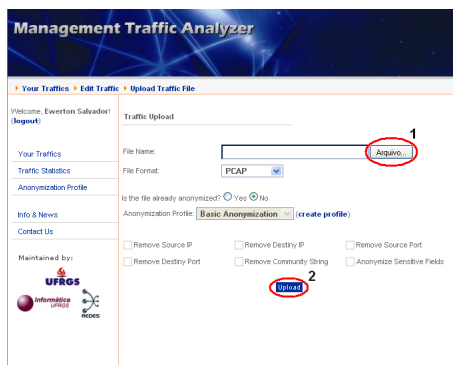 Management Traffic Analyzer
Your Traffics Edit Traffic Upload Traffic File
Welcome, Ewerton Salvador!
(logout)
Traffic Upload
1
Your Traffics
File Name:
Arquivo...
Traffic Statistics
File Format:
PCAP
Anonymization Profile
Is the file already anonymized? Yes No
Info & News
Anonymization Profile: Basic Anonymization (create profile)
Contact Us
Remove Source IP Remove Destiny IP Remove Source Port
Maintained by:
Remove Destiny Port Remove Community String Anonymize Sensitive Fields
2
UFRGS
Upload
Informática
UFRGS
REDES